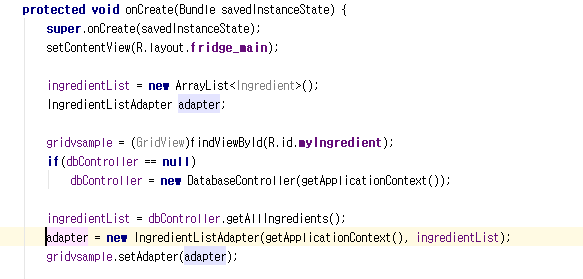 protected void onCreate(Bundle savedInstanceState) {
super.onCreate(savedInstanceState);
setContentView(R.layout.fridge_main);
ingredientList = new ArrayList<Ingredient>();
IngredientListAdapter adapter;
gridvsample = (GridView)findViewById(R.id.myIngredient);
if(dbController == null)
dbController = new DatabaseController(getApplicationContext());
ingredientList = dbController.getAllIngredients();
adapter = new IngredientListAdapter(getApplicationContext(), ingredientList);
gridvsample.setAdapter(adapter);